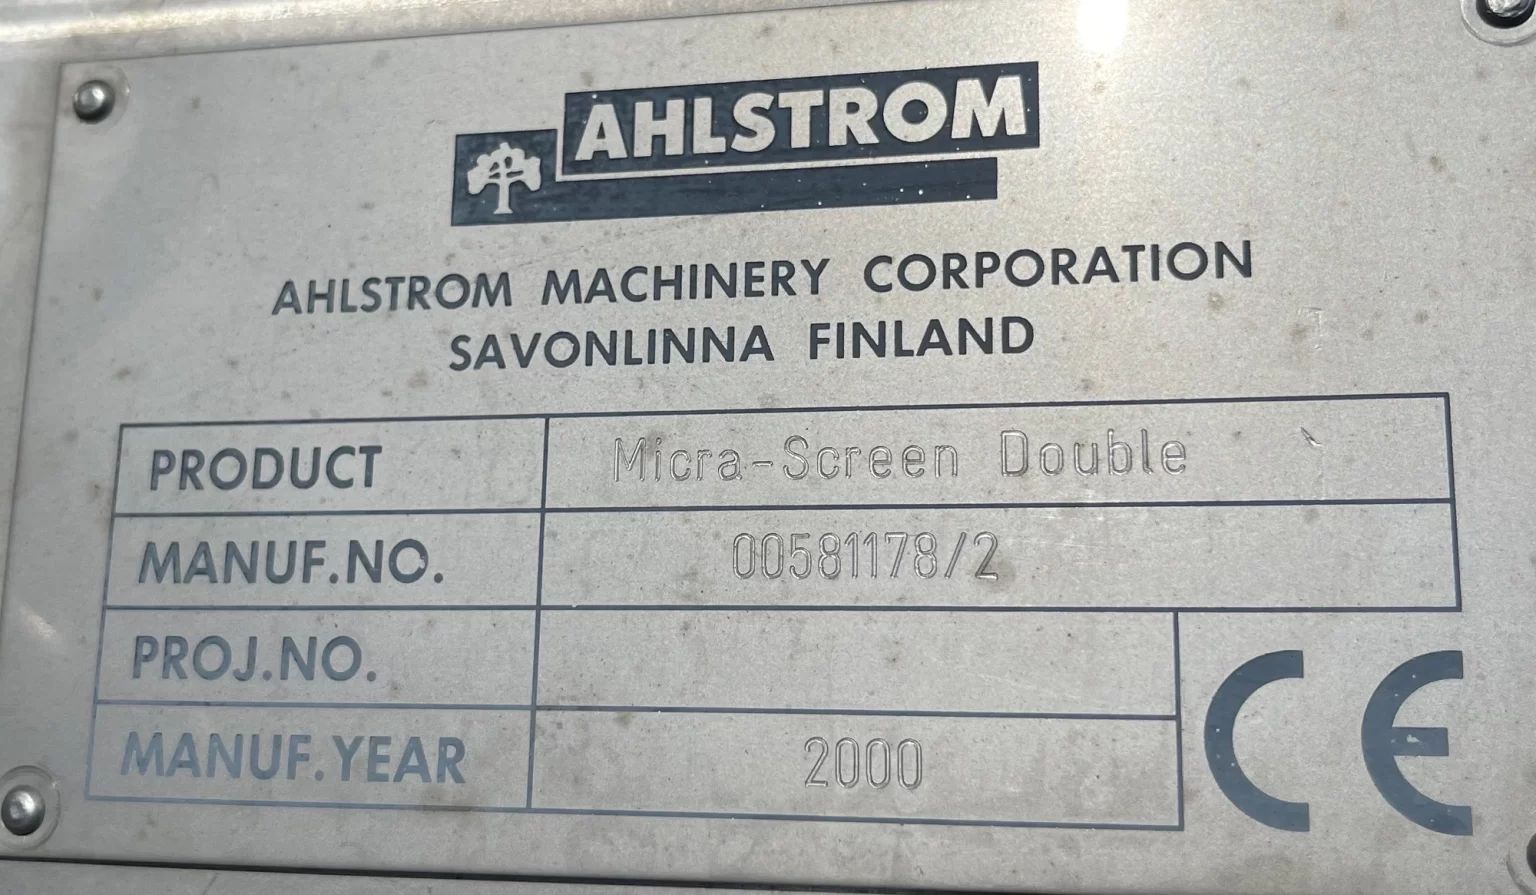 AHLSTROM
AHLSTROM MACHINERY CORPORATION
SAVONLINNA FINLAND
PRODUCT Micra-Screen Double
MANUF.NO. 00581178/2
PROJ.NO.
MANUF.YEAR 2000
CE